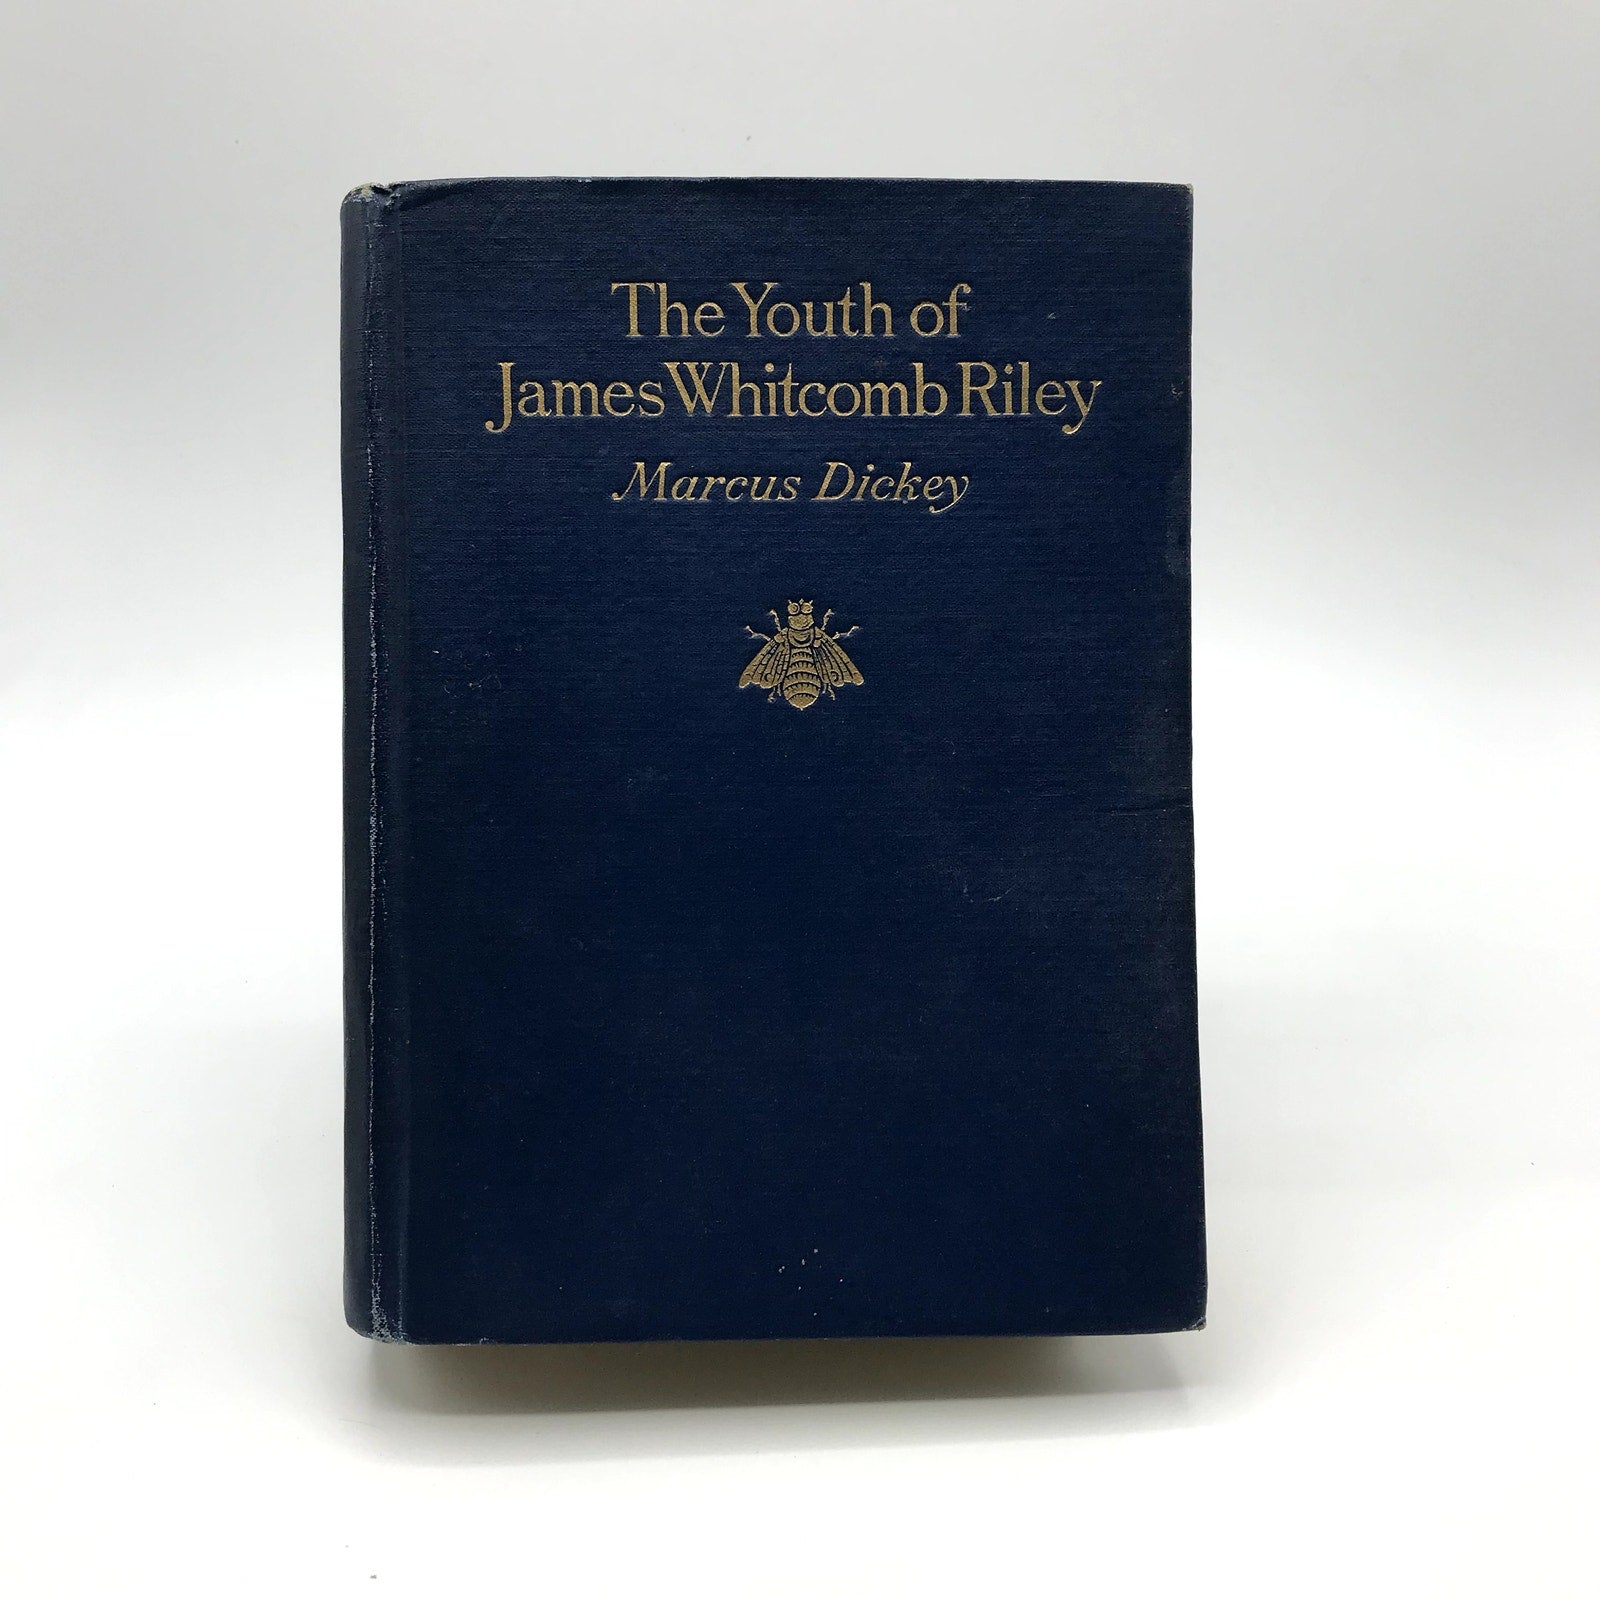 The Youth of
James Whitcomb Riley
Marcus Dickey